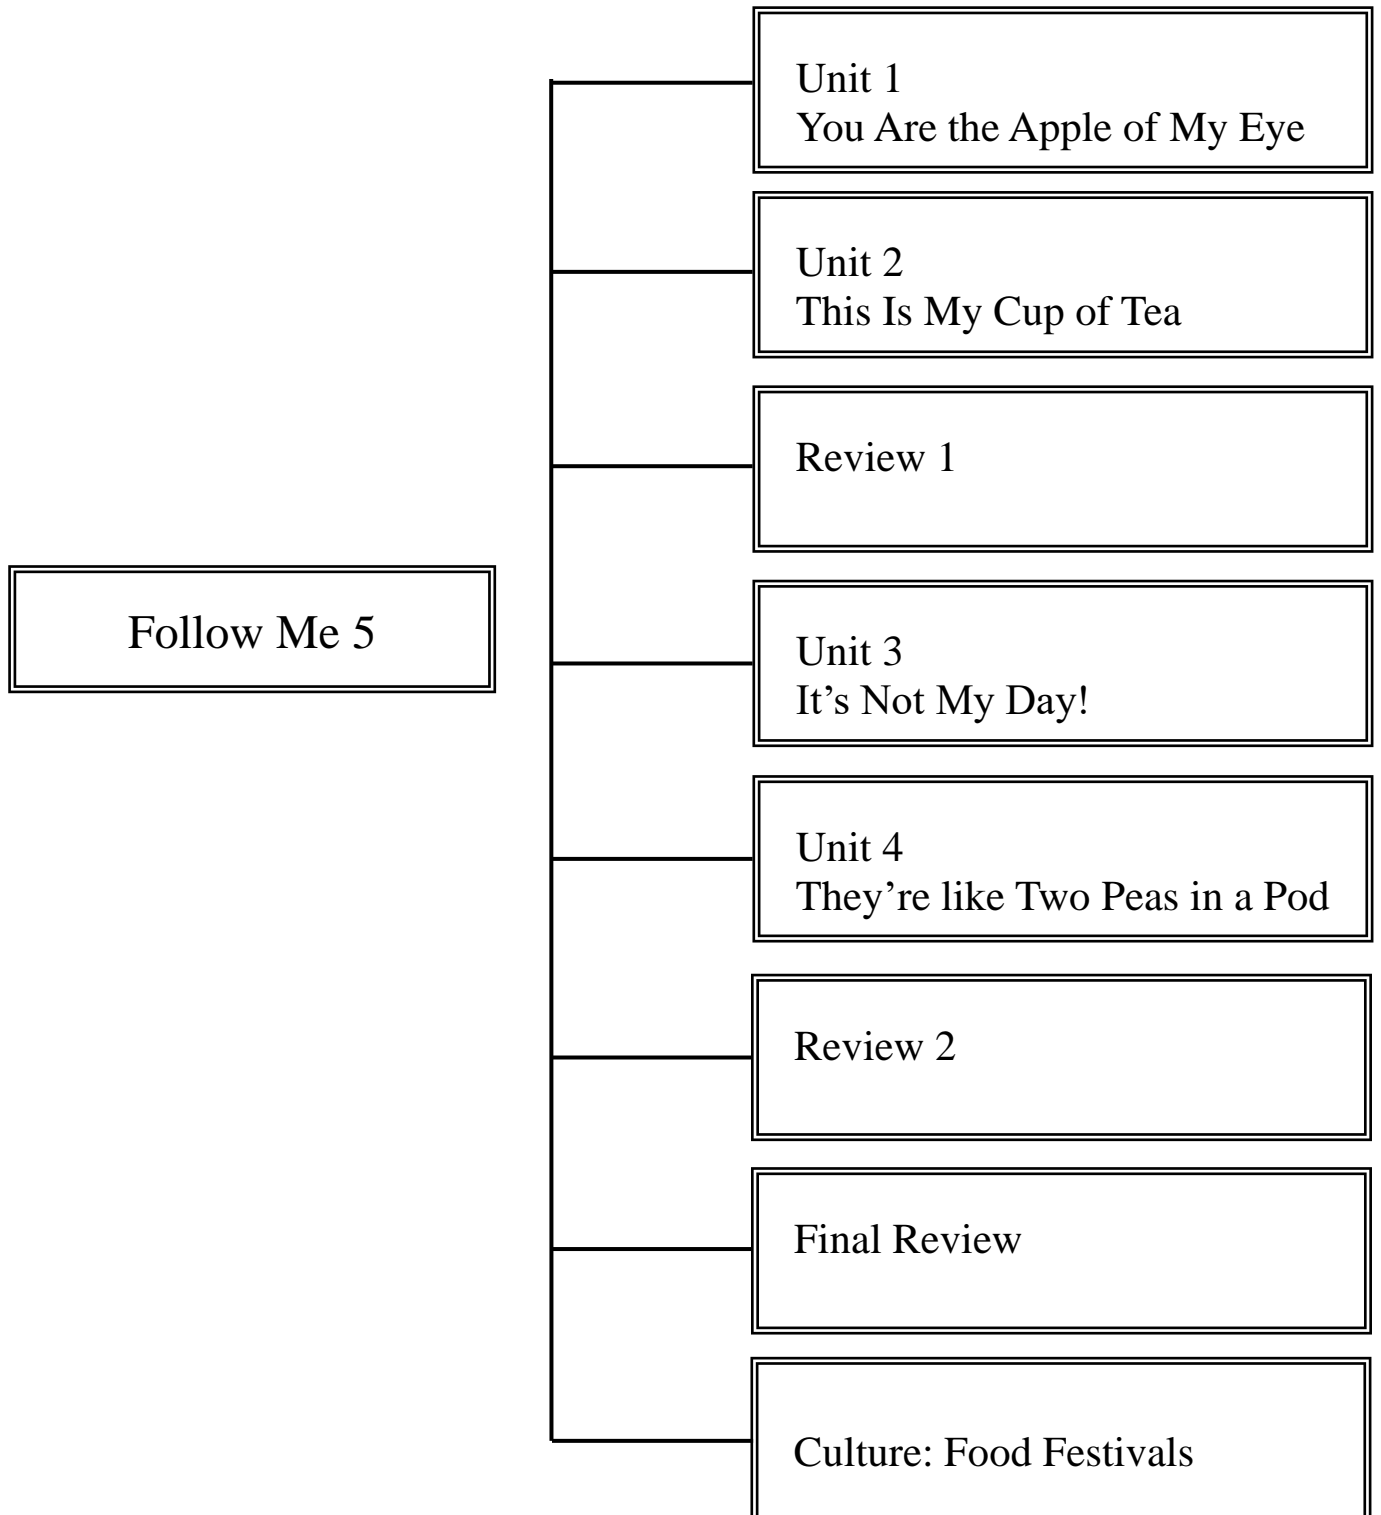 Follow Me 5
Unit 1
You Are the Apple of My Eye
Unit 2
This Is My Cup of Tea
Review 1
Unit 3
It’s Not My Day!
Unit 4
They’re like Two Peas in a Pod
Review 2
Final Review
Culture: Food Festivals